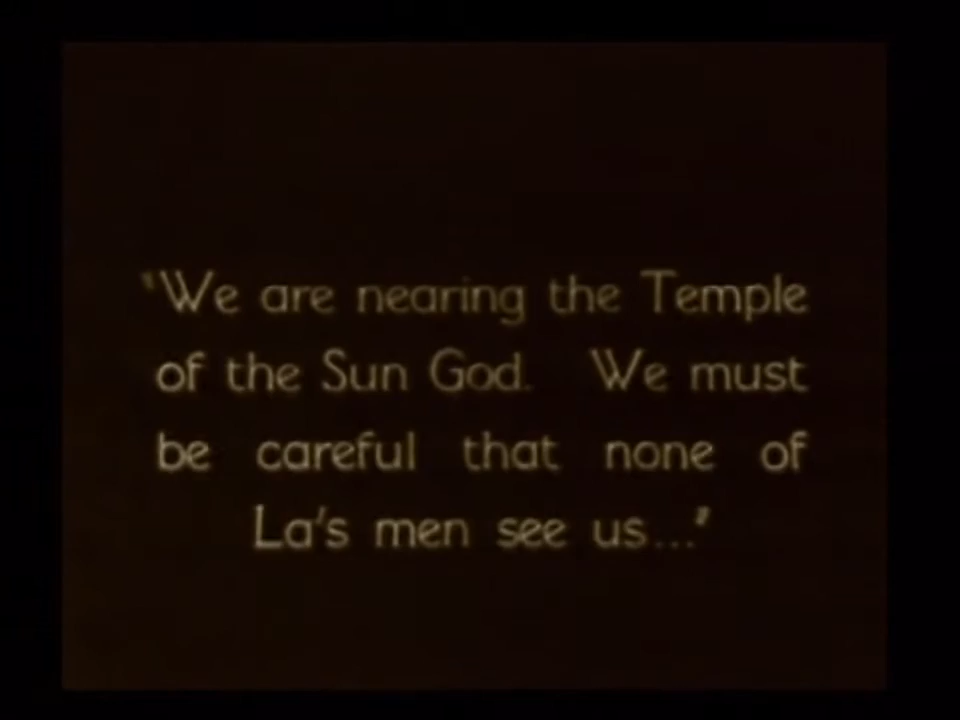 "We are nearing the Temple
of the Sun God. We must
be careful that none of
La's men see us..."